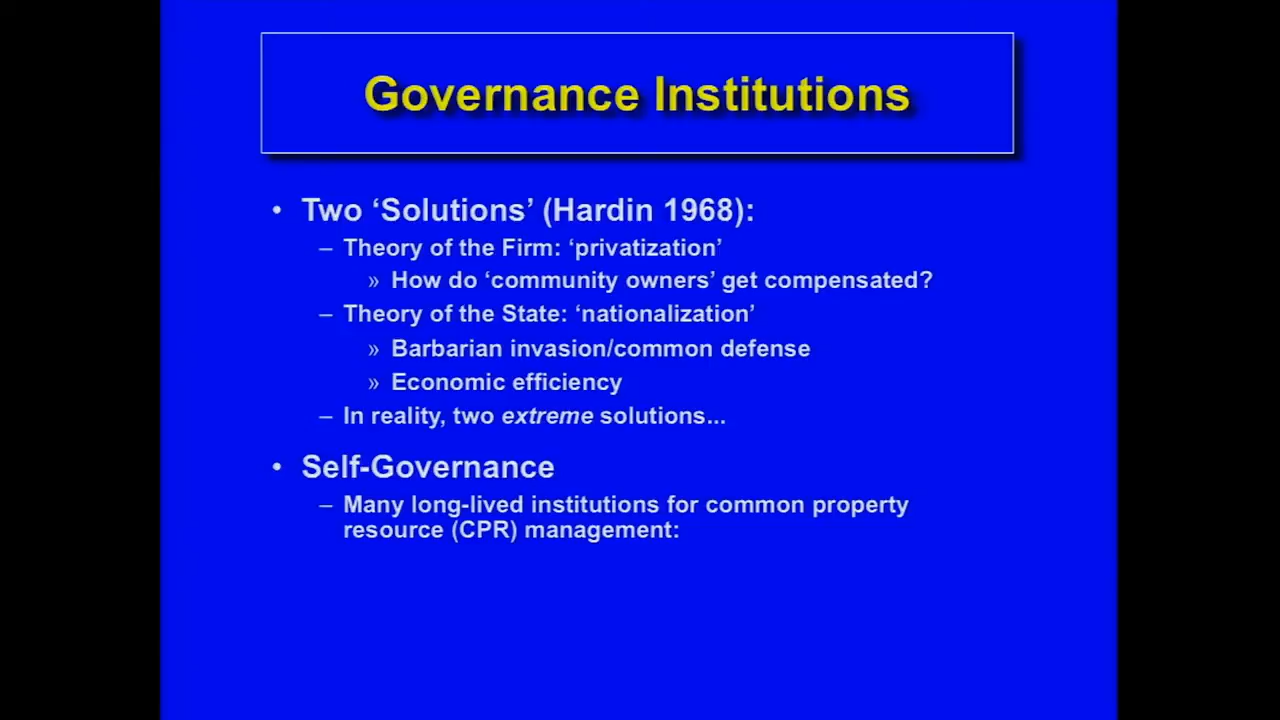 Governance Institutions
• Two ‘Solutions’ (Hardin 1968):
– Theory of the Firm: ‘privatization’
» How do ‘community owners’ get compensated?
– Theory of the State: ‘nationalization’
» Barbarian invasion/common defense
» Economic efficiency
– In reality, two extreme solutions...
• Self-Governance
– Many long-lived institutions for common property
resource (CPR) management: